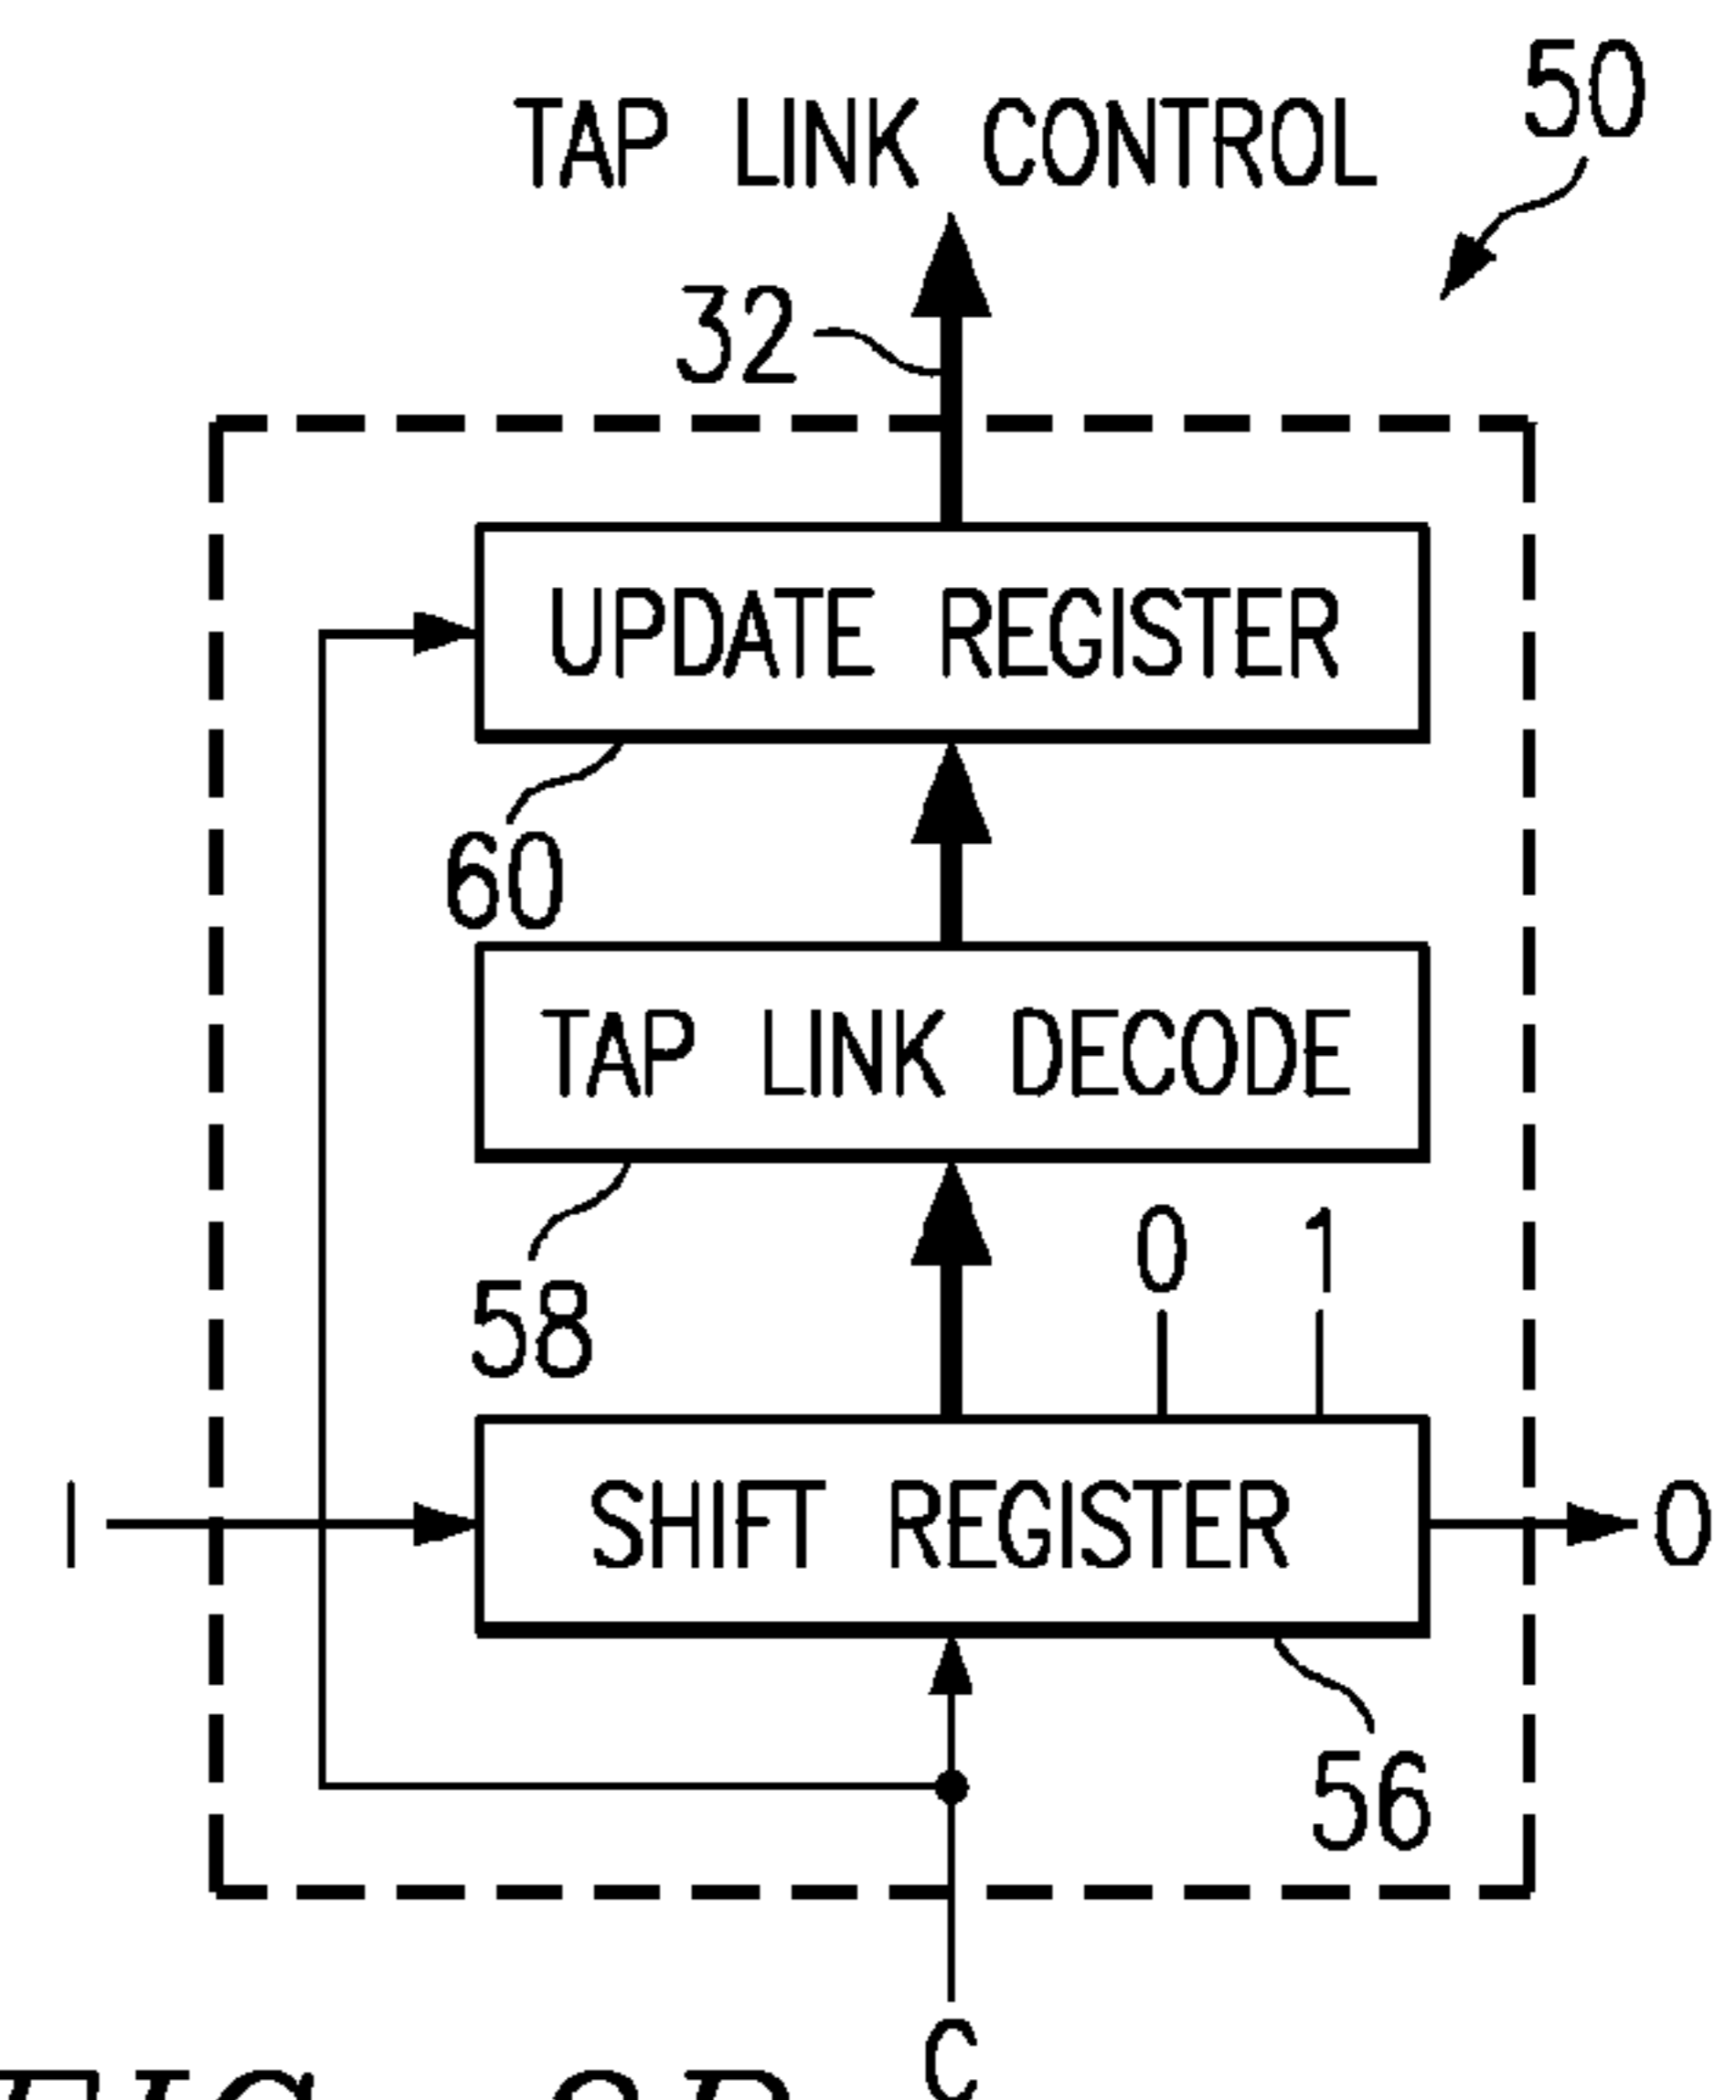 50
TAP LINK CONTROL
32
UPDATE REGISTER
60
TAP LINK DECODE
58
0 1
I
SHIFT REGISTER
O
56
C